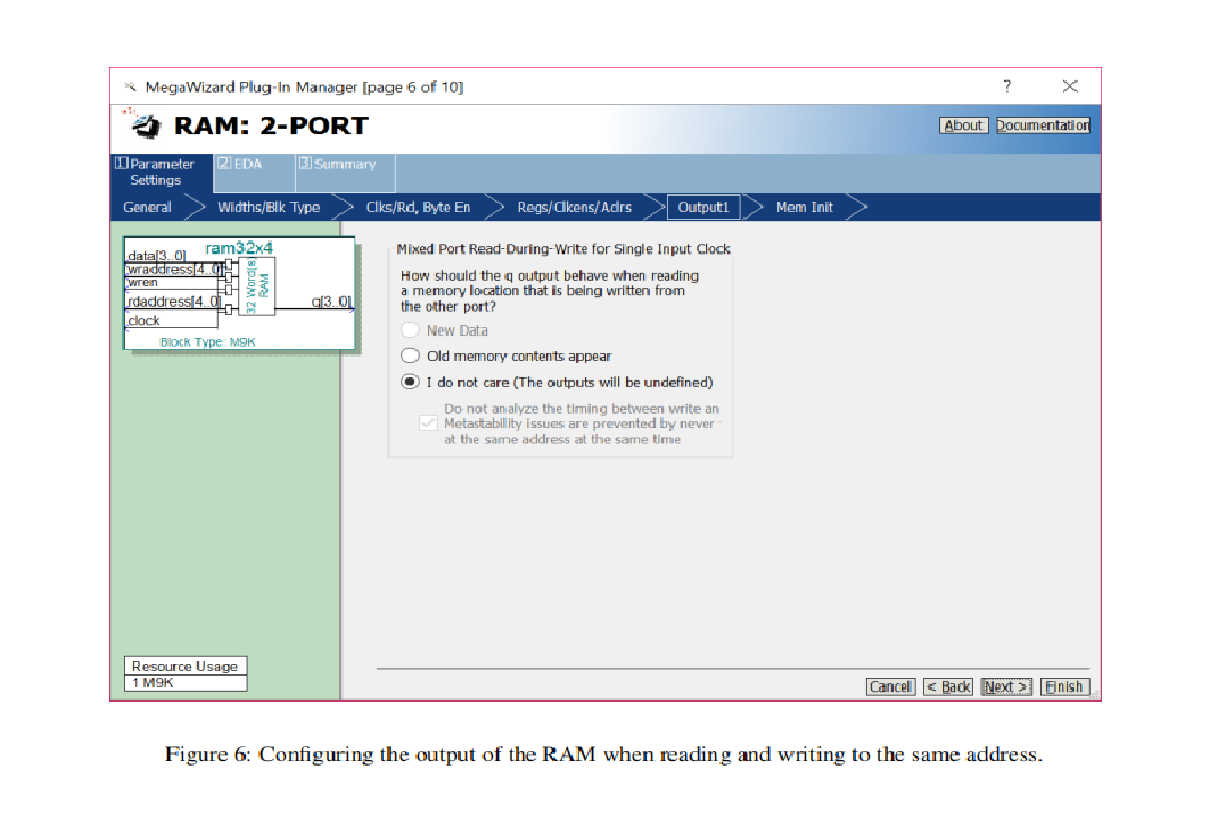 MegaWizard Plug-In Manager [page 6 of 10]
?
RAM: 2-PORT
About
Documentation
1 Parameter Settings
2 EDA
3 Summary
General
Widths/Blk Type
Clks/Rd, Byte En
Regs/Clkens/Aclrs
Output1
Mem Init
ram32x4
data[3..0]
wraddress[4..0]
wren
rdaddress[4..0]
clock
32 Word(s)
RAM
q[3..0]
Block Type: M9K
Mixed Port Read-During-Write for Single Input Clock
How should the q output behave when reading
a memory location that is being written from
the other port?
New Data
Old memory contents appear
I do not care (The outputs will be undefined)
Do not analyze the timing between write an
Metastability issues are prevented by never
at the same address at the same time
Resource Usage
1 M9K
Cancel
< Back
Next >
Finish
Figure 6: Configuring the output of the RAM when reading and writing to the same address.